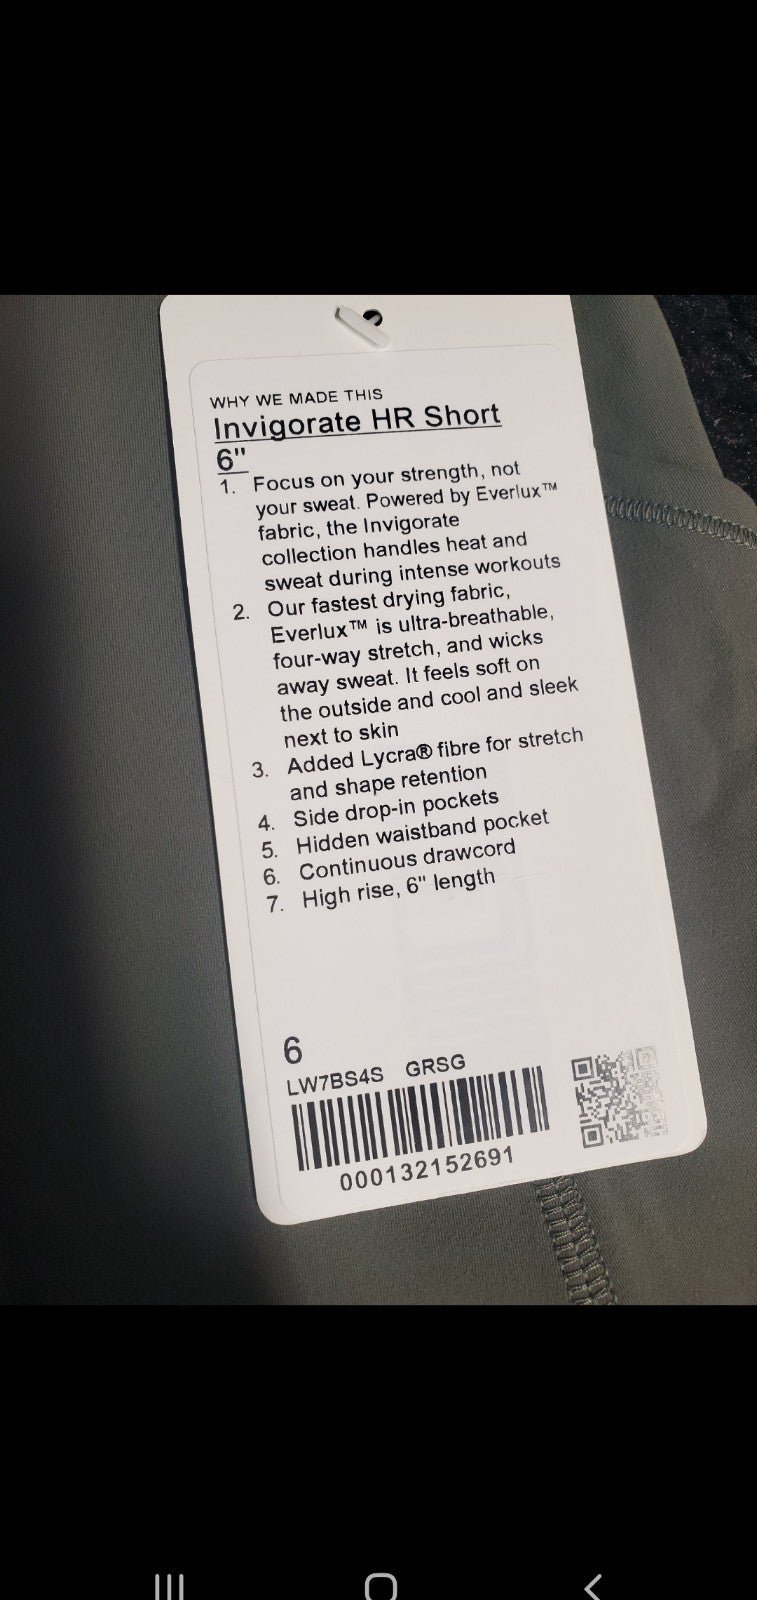 WHY WE MADE THIS
Invigorate HR Short
6"
1. Focus on your strength, not
your sweat. Powered by Everlux™
fabric, the Invigorate
collection handles heat and
sweat during intense workouts
2. Our fastest drying fabric,
Everlux™ is ultra-breathable,
four-way stretch, and wicks
away sweat. It feels soft on
the outside and cool and sleek
next to skin
3. Added Lycra® fibre for stretch
and shape retention
4. Side drop-in pockets
5. Hidden waistband pocket
6. Continuous drawcord
7. High rise, 6" length
6
LW7BS4S GRSG
000132152691